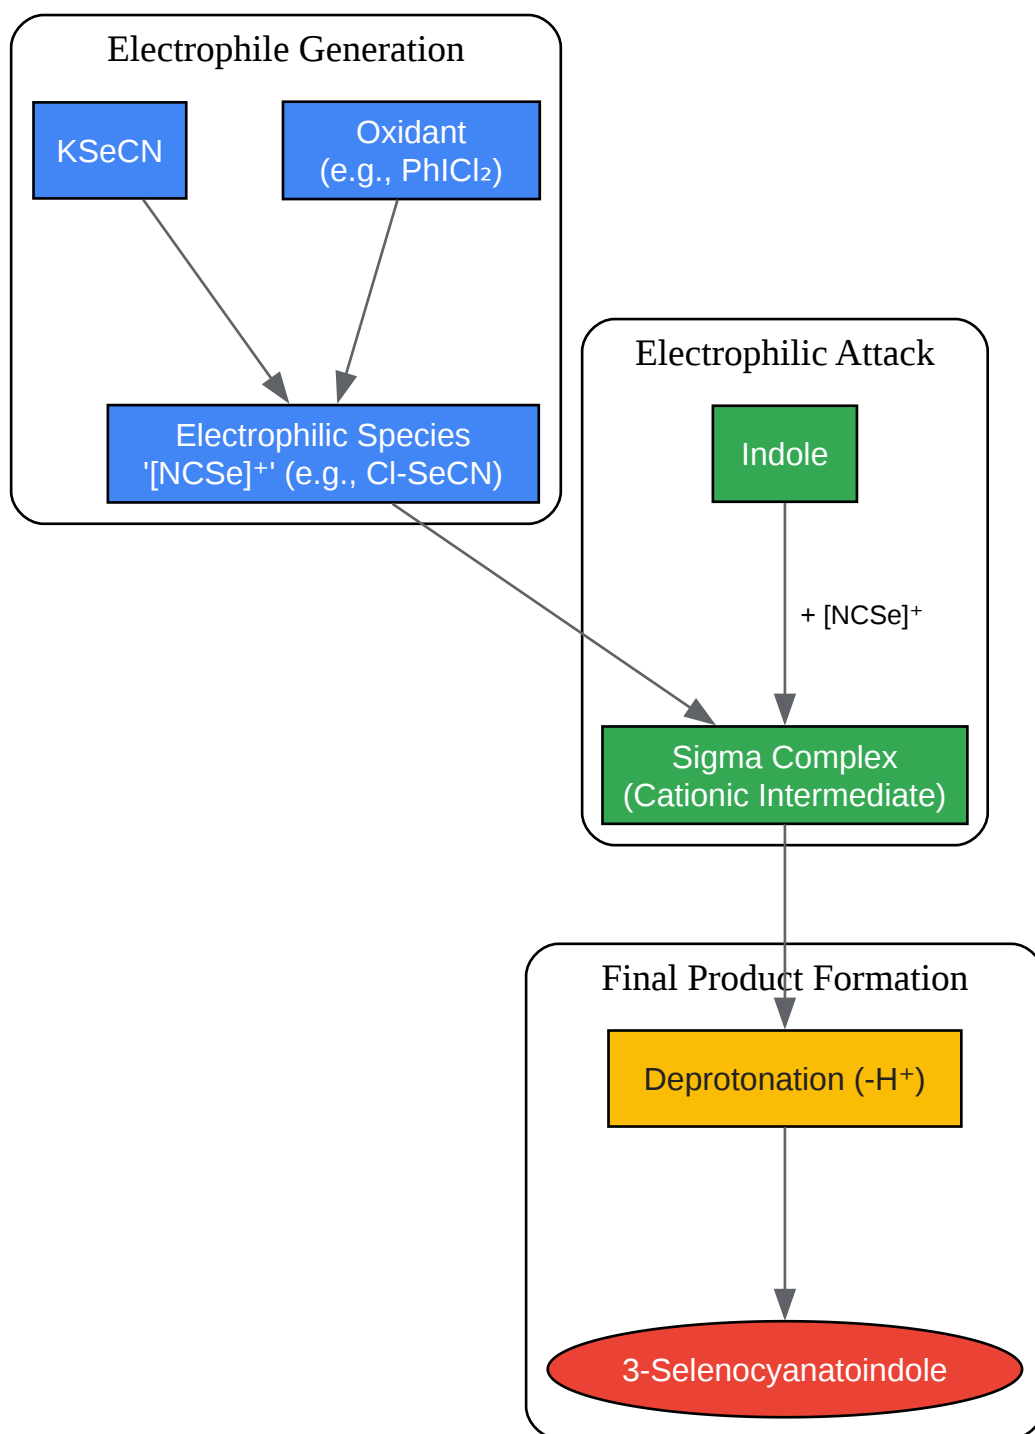 Electrophile Generation
KSeCN
Oxidant
(e.g., PhICl₂)
Electrophilic Species
'[NCSe]⁺' (e.g., Cl-SeCN)
Electrophilic Attack
Indole
+ [NCSe]⁺
Sigma Complex
(Cationic Intermediate)
Final Product Formation
Deprotonation (-H⁺)
3-Selenocyanatoindole